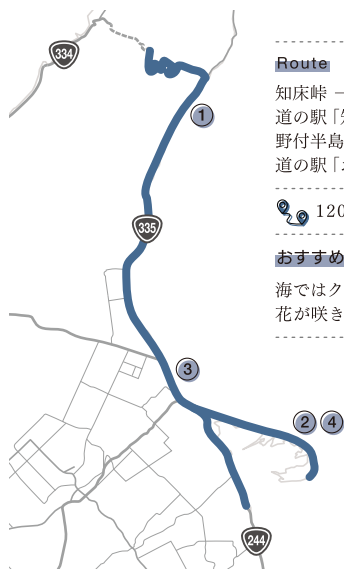 334
Route
知床峠 —
道の駅「知
野付半島
道の駅「
120
1
335
おすすめ
海ではク
花が咲き
3
2 4
244